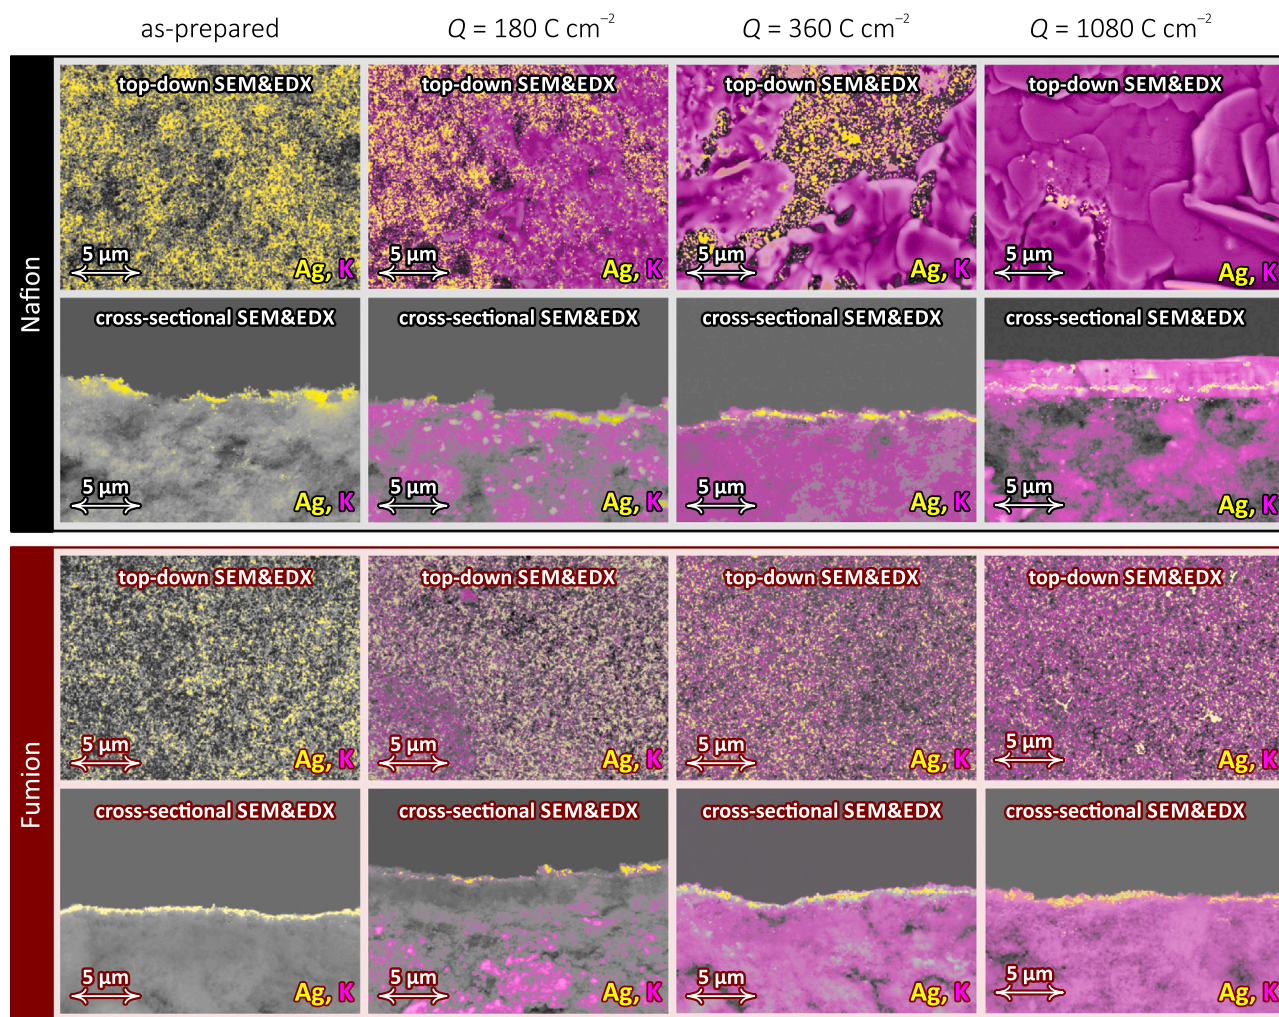 as-prepared
Q = 180 C cm⁻²
Q = 360 C cm⁻²
Q = 1080 C cm⁻²
Nafion
top-down SEM&EDX
5 µm
Ag, K
top-down SEM&EDX
5 µm
Ag, K
top-down SEM&EDX
5 µm
Ag, K
top-down SEM&EDX
5 µm
Ag, K
cross-sectional SEM&EDX
5 µm
Ag, K
cross-sectional SEM&EDX
5 µm
Ag, K
cross-sectional SEM&EDX
5 µm
Ag, K
cross-sectional SEM&EDX
5 µm
Ag, K
Fumion
top-down SEM&EDX
5 µm
Ag, K
top-down SEM&EDX
5 µm
Ag, K
top-down SEM&EDX
5 µm
Ag, K
top-down SEM&EDX
5 µm
Ag, K
cross-sectional SEM&EDX
5 µm
Ag, K
cross-sectional SEM&EDX
5 µm
Ag, K
cross-sectional SEM&EDX
5 µm
Ag, K
cross-sectional SEM&EDX
5 µm
Ag, K